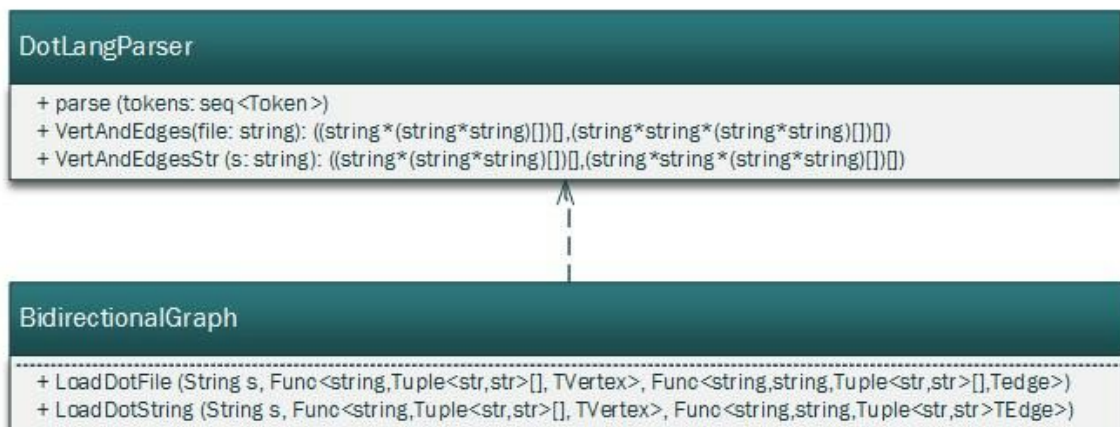 DotLangParser
+ parse (tokens: seq<Token>)
+ VertAndEdges(file: string): ((string*(string*string)[])[],(string*string*(string*string)[])[])
+ VertAndEdgesStr (s: string): ((string*(string*string)[])[],(string*string*(string*string)[])[])
BidirectionalGraph
+ LoadDotFile (String s, Func<string,Tuple<str,str>[], TVertex>, Func<string,string,Tuple<str,str>[],Tedge>)
+ LoadDotString (String s, Func<string,Tuple<str,str>[], TVertex>, Func<string,string,Tuple<str,str>TEdge>)